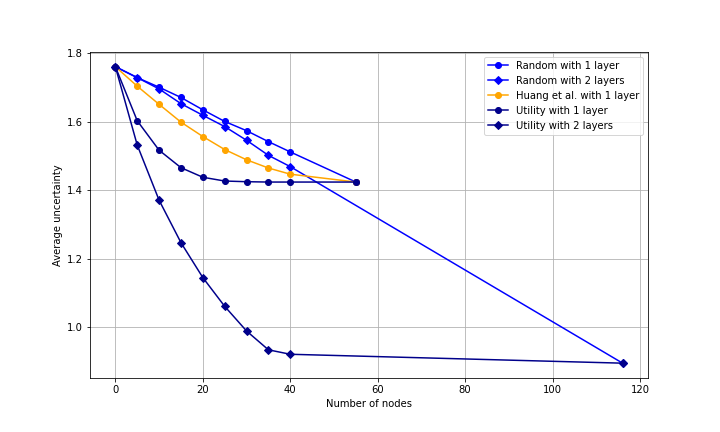 1.8
1.6
1.4
1.2
1.0
Average uncertainty
Random with 1 layer
Random with 2 layers
Huang et al. with 1 layer
Utility with 1 layer
Utility with 2 layers
0 20 40 60 80 100 120
Number of nodes